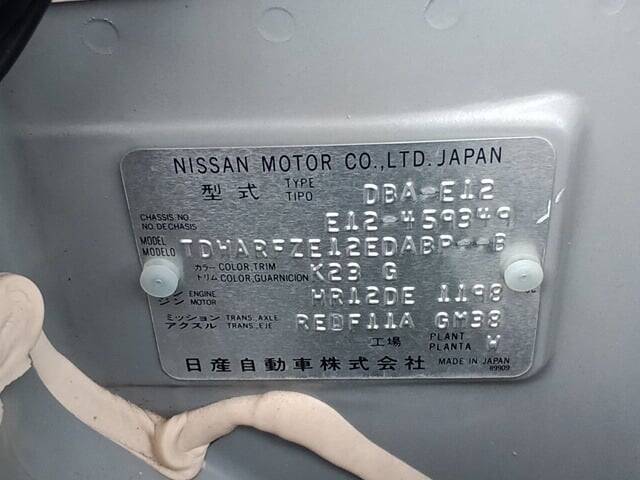 NISSAN MOTOR CO.,LTD. JAPAN
型式 TYPE TIPO DBA-E12
CHASSIS NO. NO. DE CHASIS E12-459349
MODEL MODELO TDHARFZE12EDABP--B
カラー COLOR,TRIM トリム COLOR,GUARNICION K23 G
ジン ENGINE MOTOR HR12DE 1198
ミッション TRANS.,AXLE アクスル TRANS.,EJE RE0F11A GM38
工場 PLANT PLANTA H
日産自動車株式会社 MADE IN JAPAN
89909